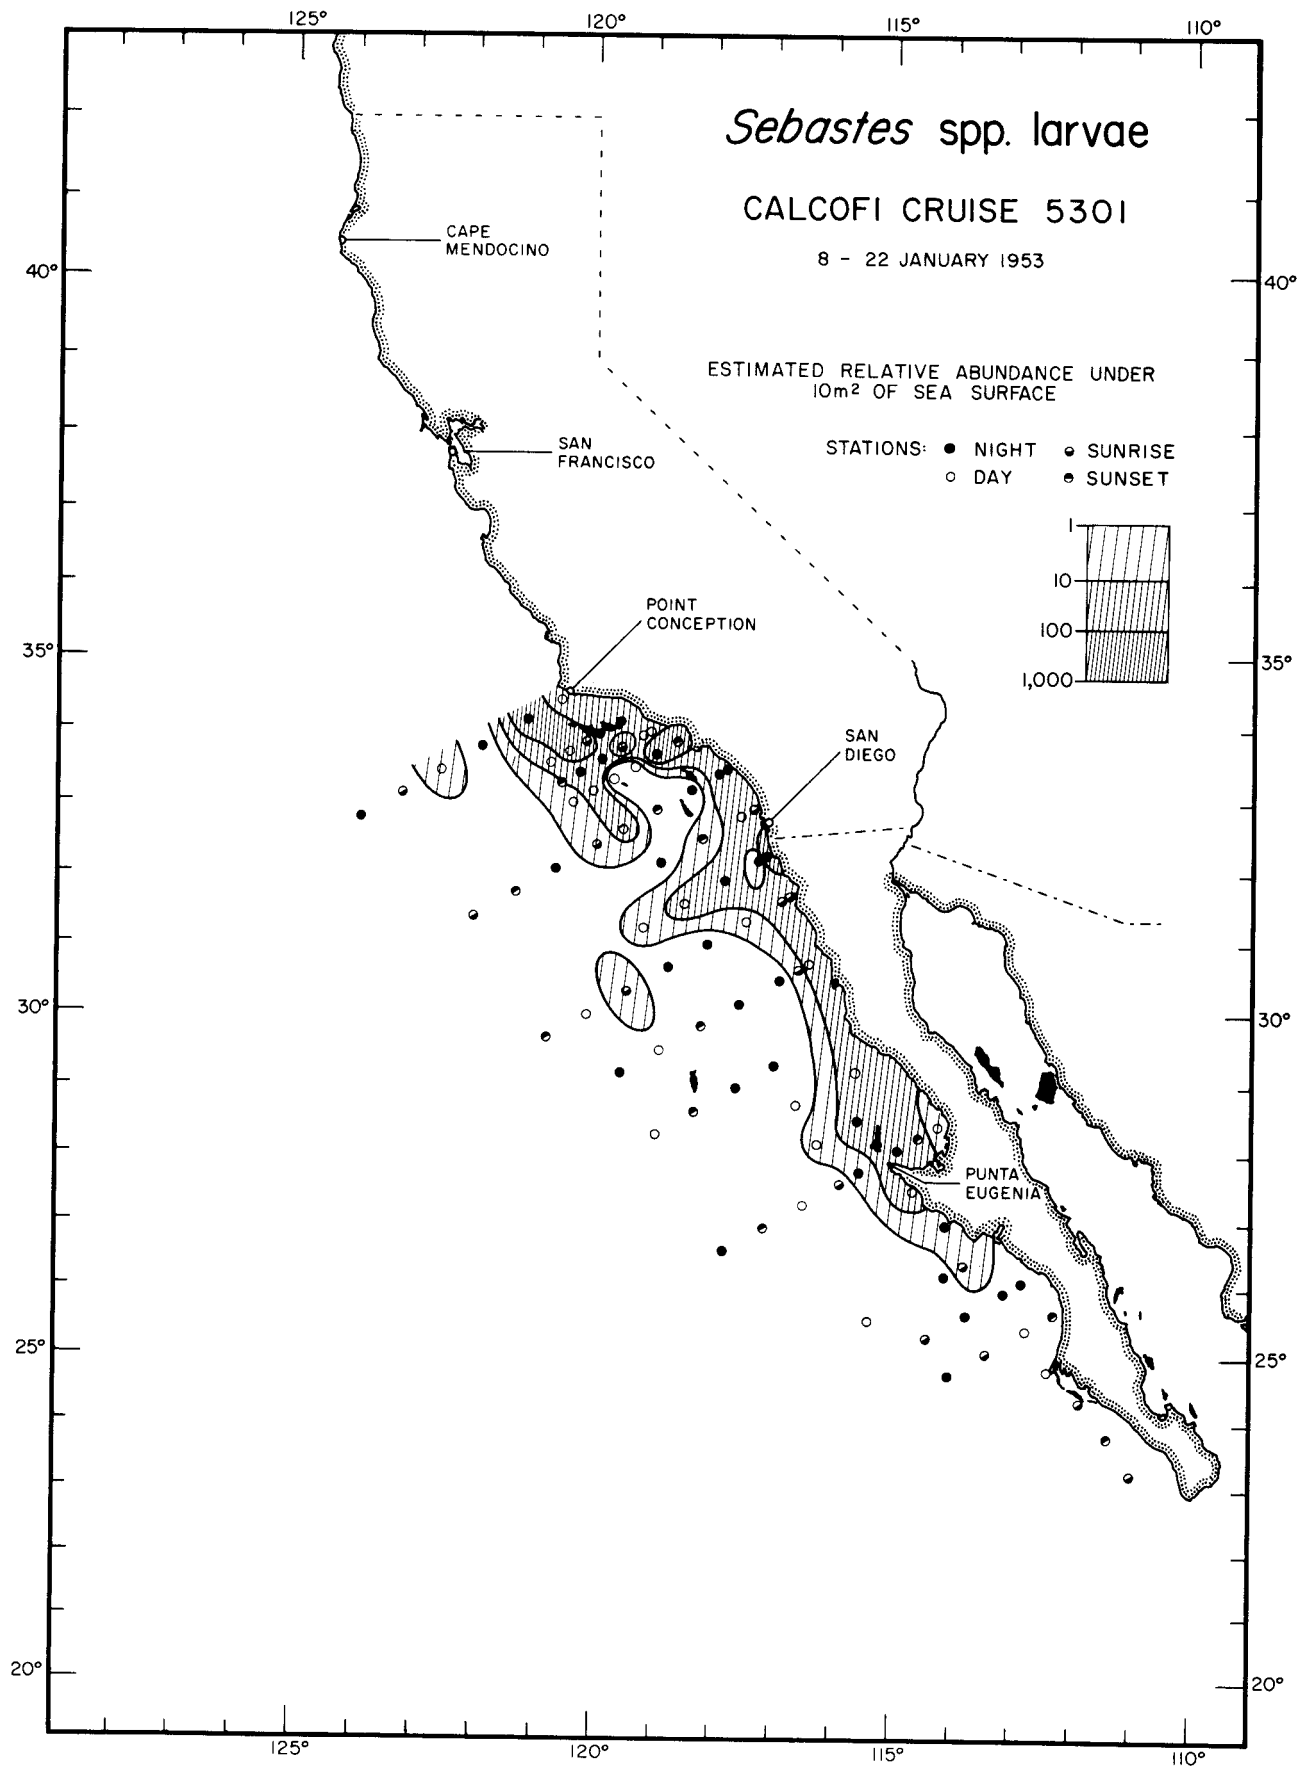 125° 120° 115° 110°
Sebastes spp. larvae
CALCOFI CRUISE 5301
8 - 22 JANUARY 1953
CAPE
MENDOCINO
40° 40°
ESTIMATED RELATIVE ABUNDANCE UNDER
10m² OF SEA SURFACE
STATIONS: ● NIGHT ◒ SUNRISE
○ DAY ◓ SUNSET
SAN
FRANCISCO
1
10
100
1,000
POINT
CONCEPTION
35° 35°
SAN
DIEGO
30° 30°
PUNTA
EUGENIA
25° 25°
20° 20°
125° 120° 115° 110°